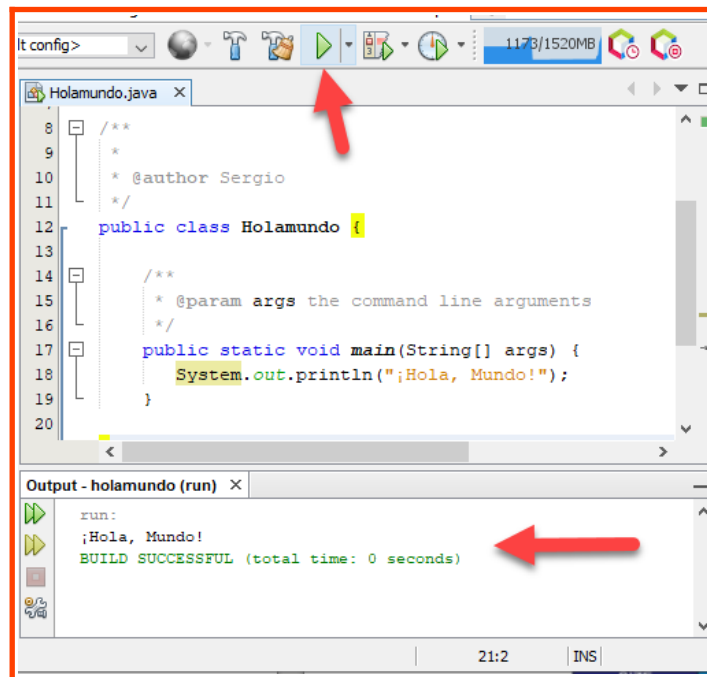 lt config>
1173/1520MB
Holamundo.java
8 /**
9 *
10 * @author Sergio
11 */
12 public class Holamundo {
13
14 /**
15 * @param args the command line arguments
16 */
17 public static void main(String[] args) {
18 System.out.println("¡Hola, Mundo!");
19 }
20
Output - holamundo (run)
run:
¡Hola, Mundo!
BUILD SUCCESSFUL (total time: 0 seconds)
21:2 INS